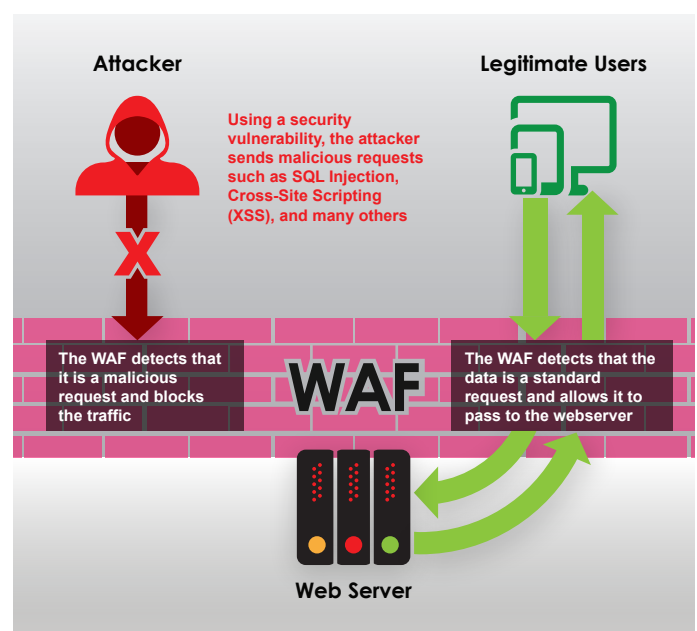 Attacker
Legitimate Users
Using a security
vulnerability, the attacker
sends malicious requests
such as SQL Injection,
Cross-Site Scripting
(XSS), and many others
X
The WAF detects that
it is a malicious
request and blocks
the traffic
WAF
The WAF detects that the
data is a standard
request and allows it to
pass to the webserver
Web Server